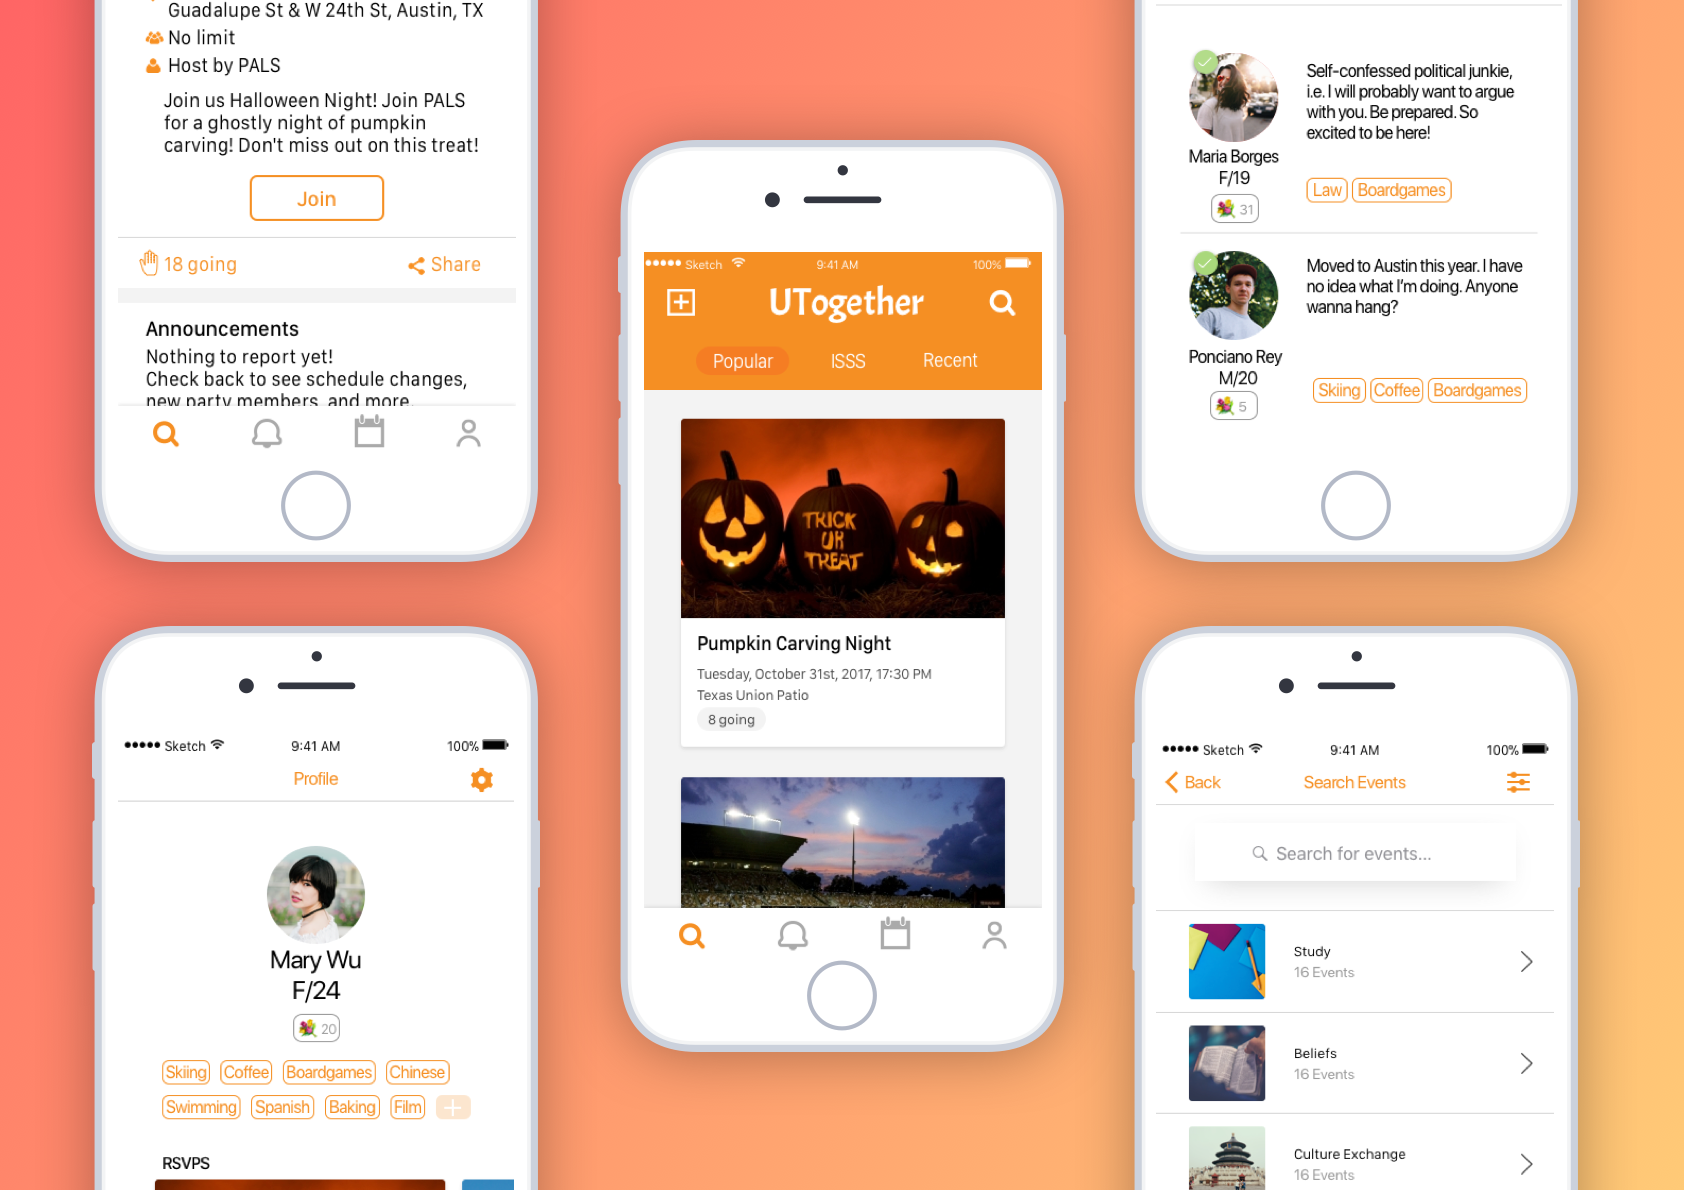 Guadalupe St & W 24th St, Austin, TX
No limit
Host by PALS
Join us Halloween Night! Join PALS
for a ghostly night of pumpkin
carving! Don't miss out on this treat!
Join
18 going
Share
Announcements
Nothing to report yet!
Check back to see schedule changes,
new party members, and more.
Sketch
9:41 AM
100%
Profile
Mary Wu
F/24
20
Skiing Coffee Boardgames Chinese
Swimming Spanish Baking Film
RSVPS
Sketch
9:41 AM
100%
UTogether
Popular
ISSS
Recent
TRICK
OR
TREAT
Pumpkin Carving Night
Tuesday, October 31st, 2017, 17:30 PM
Texas Union Patio
8 going
Self-confessed political junkie,
i.e. I will probably want to argue
with you. Be prepared. So
excited to be here!
Maria Borges
F/19
31
Law Boardgames
Moved to Austin this year. I have
no idea what I'm doing. Anyone
wanna hang?
Ponciano Rey
M/20
5
Skiing Coffee Boardgames
Sketch
9:41 AM
100%
Back
Search Events
Search for events...
Study
16 Events
Beliefs
16 Events
Culture Exchange
16 Events